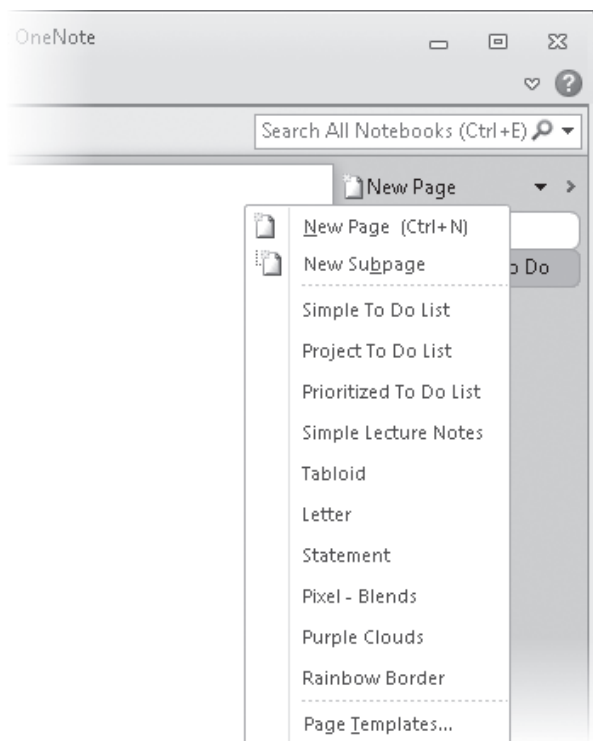 OneNote
Search All Notebooks (Ctrl+E)
New Page
New Page (Ctrl+N)
New Subpage
o Do
Simple To Do List
Project To Do List
Prioritized To Do List
Simple Lecture Notes
Tabloid
Letter
Statement
Pixel - Blends
Purple Clouds
Rainbow Border
Page Templates...